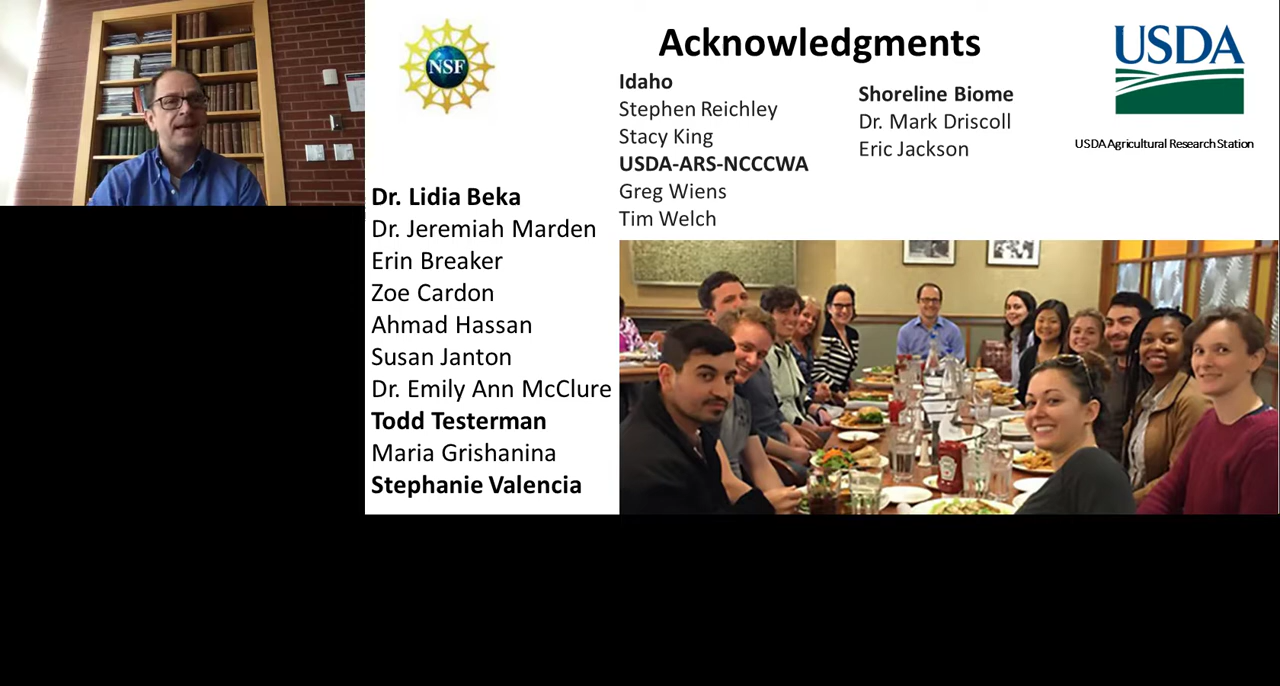 NSF
Acknowledgments
Idaho
Stephen Reichley
Stacy King
USDA-ARS-NCCCWA
Greg Wiens
Tim Welch
Shoreline Biome
Dr. Mark Driscoll
Eric Jackson
USDA
USDA Agricultural Research Station
Dr. Lidia Beka
Dr. Jeremiah Marden
Erin Breaker
Zoe Cardon
Ahmad Hassan
Susan Janton
Dr. Emily Ann McClure
Todd Testerman
Maria Grishanina
Stephanie Valencia